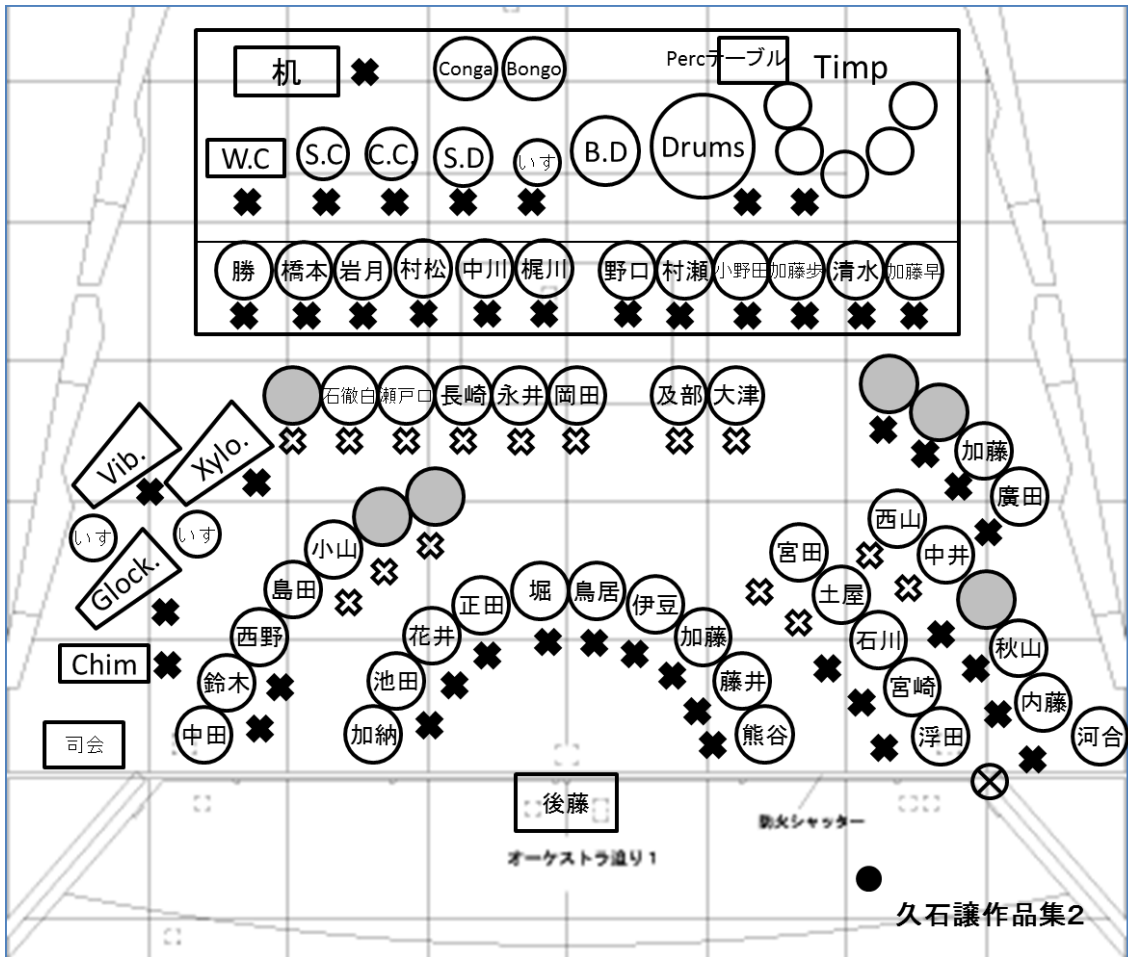 机
Conga
Bongo
Percテーブル
Timp
W.C
S.C
C.C.
S.D
いす
B.D
Drums
勝
橋本
岩月
村松
中川
梶川
野口
村瀬
小野田
加藤歩
清水
加藤早
石徹白
瀬戸口
長崎
永井
岡田
及部
大津
加藤
廣田
Vib.
Xylo.
いす
いす
Glock.
Chim
司会
小山
島田
西野
鈴木
中田
正田
花井
池田
加納
堀
鳥居
伊豆
加藤
藤井
熊谷
宮田
土屋
石川
宮崎
浮田
西山
中井
秋山
内藤
河合
後藤
防火シャッター
オーケストラ迫り1
久石譲作品集2